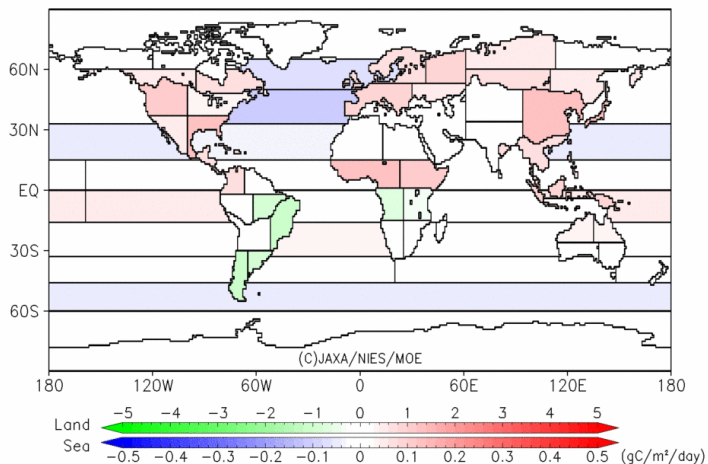 60N
30N
EQ
30S
60S
(C)JAXA/NIES/MOE
180 120W 60W 0 60E 120E 180
Land −5 −4 −3 −2 −1 0 1 2 3 4 5
Sea −0.5 −0.4 −0.3 −0.2 −0.1 0 0.1 0.2 0.3 0.4 0.5 (gC/m²/day)